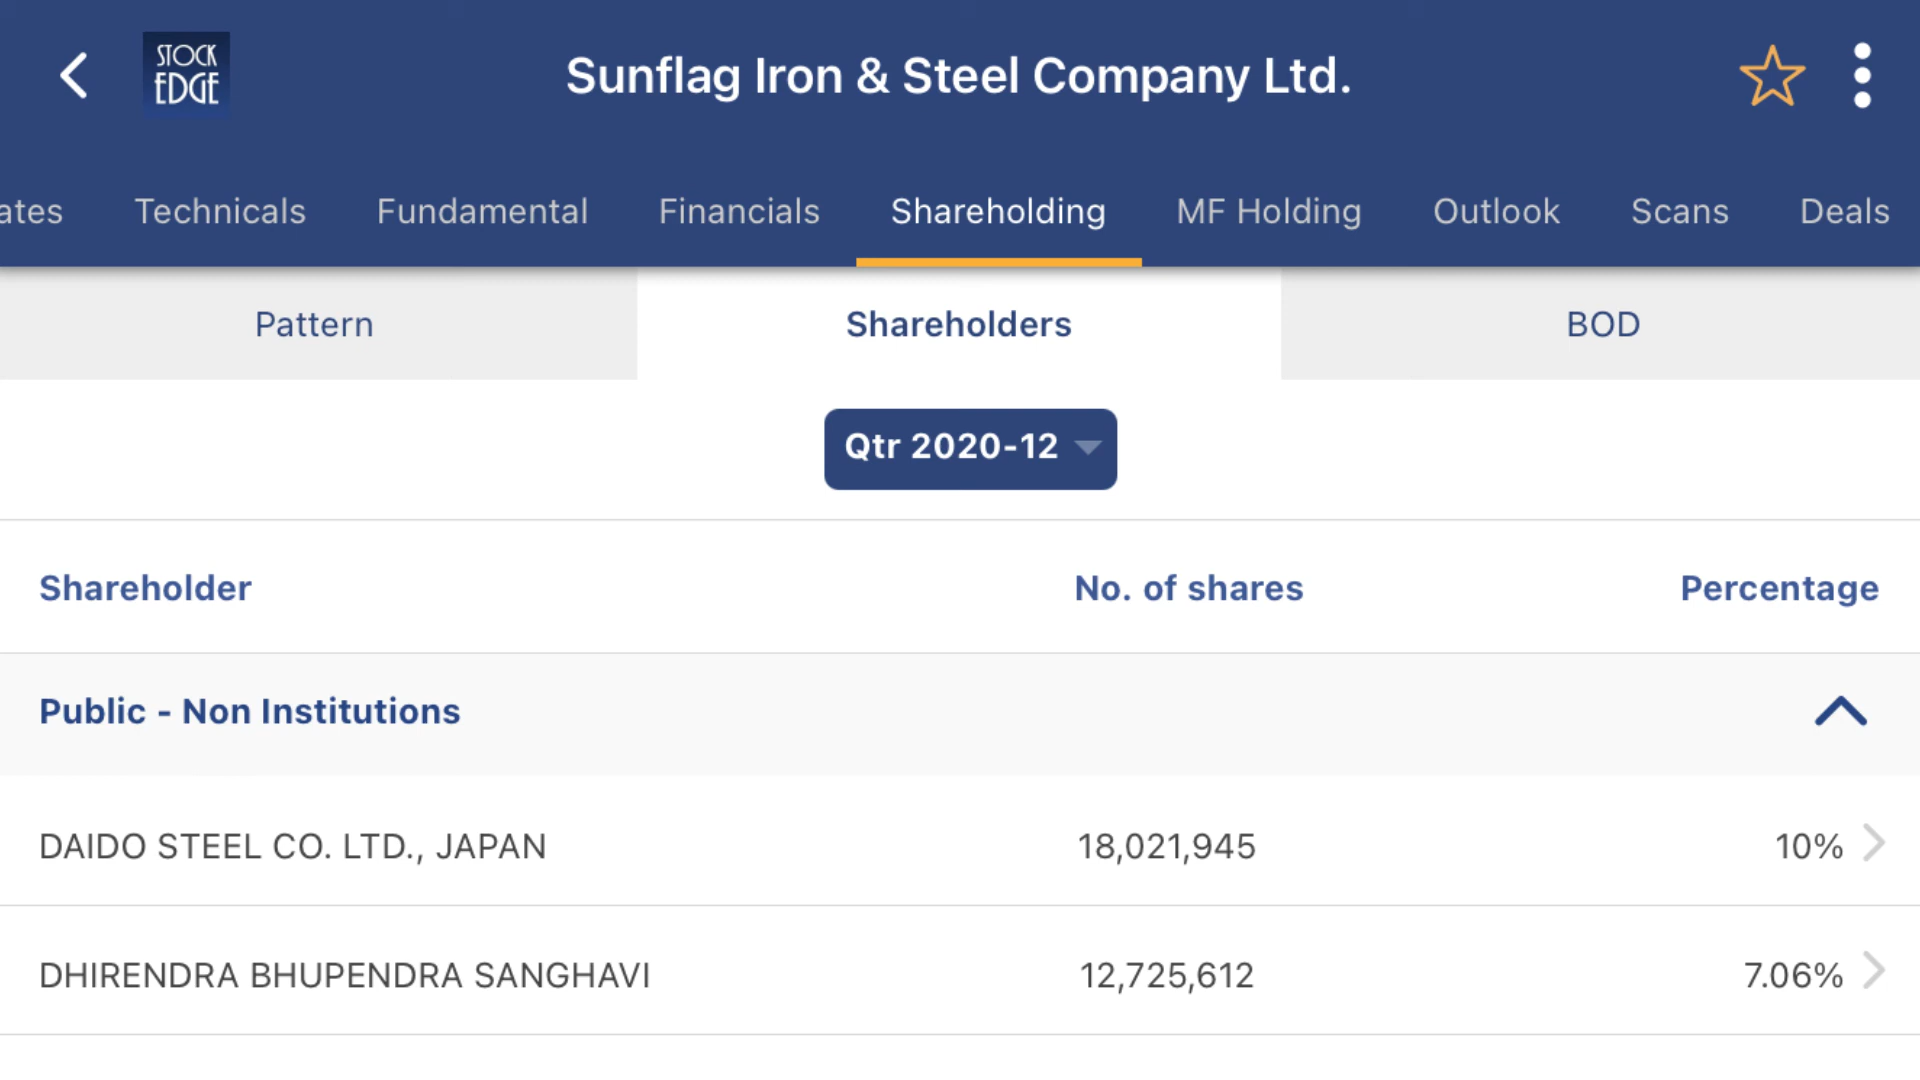 STOCK
EDGE
Sunflag Iron & Steel Company Ltd.
ates Technicals Fundamental Financials Shareholding MF Holding Outlook Scans Deals
Pattern Shareholders BOD
Qtr 2020-12
Shareholder No. of shares Percentage
Public - Non Institutions
DAIDO STEEL CO. LTD., JAPAN 18,021,945 10%
DHIRENDRA BHUPENDRA SANGHAVI 12,725,612 7.06%